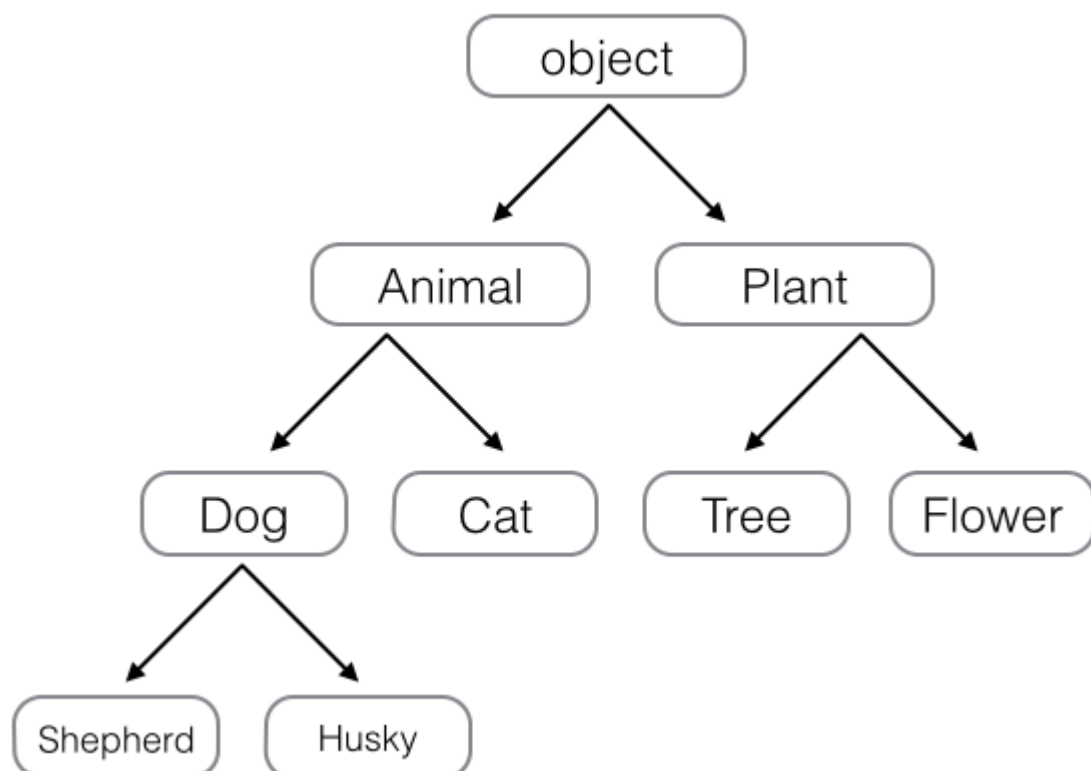 object
Animal
Plant
Dog
Cat
Tree
Flower
Shepherd
Husky